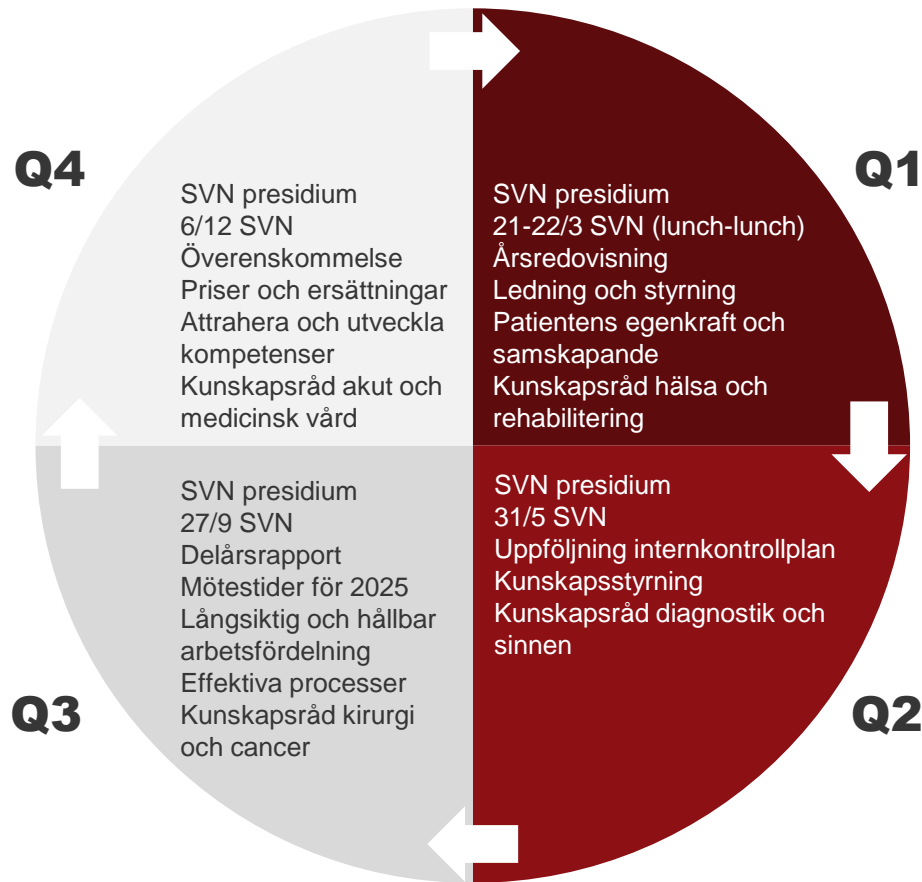 Q4
SVN presidium
6/12 SVN
Överenskommelse
Priser och ersättningar
Attrahera och utveckla
kompetenser
Kunskapsråd akut och
medicinsk vård
Q1
SVN presidium
21-22/3 SVN (lunch-lunch)
Årsredovisning
Ledning och styrning
Patientens egenkraft och
samskapande
Kunskapsråd hälsa och
rehabilitering
Q3
SVN presidium
27/9 SVN
Delårsrapport
Mötestider för 2025
Långsiktig och hållbar
arbetsfördelning
Effektiva processer
Kunskapsråd kirurgi
och cancer
Q2
SVN presidium
31/5 SVN
Uppföljning internkontrollplan
Kunskapsstyrning
Kunskapsråd diagnostik och
sinnen